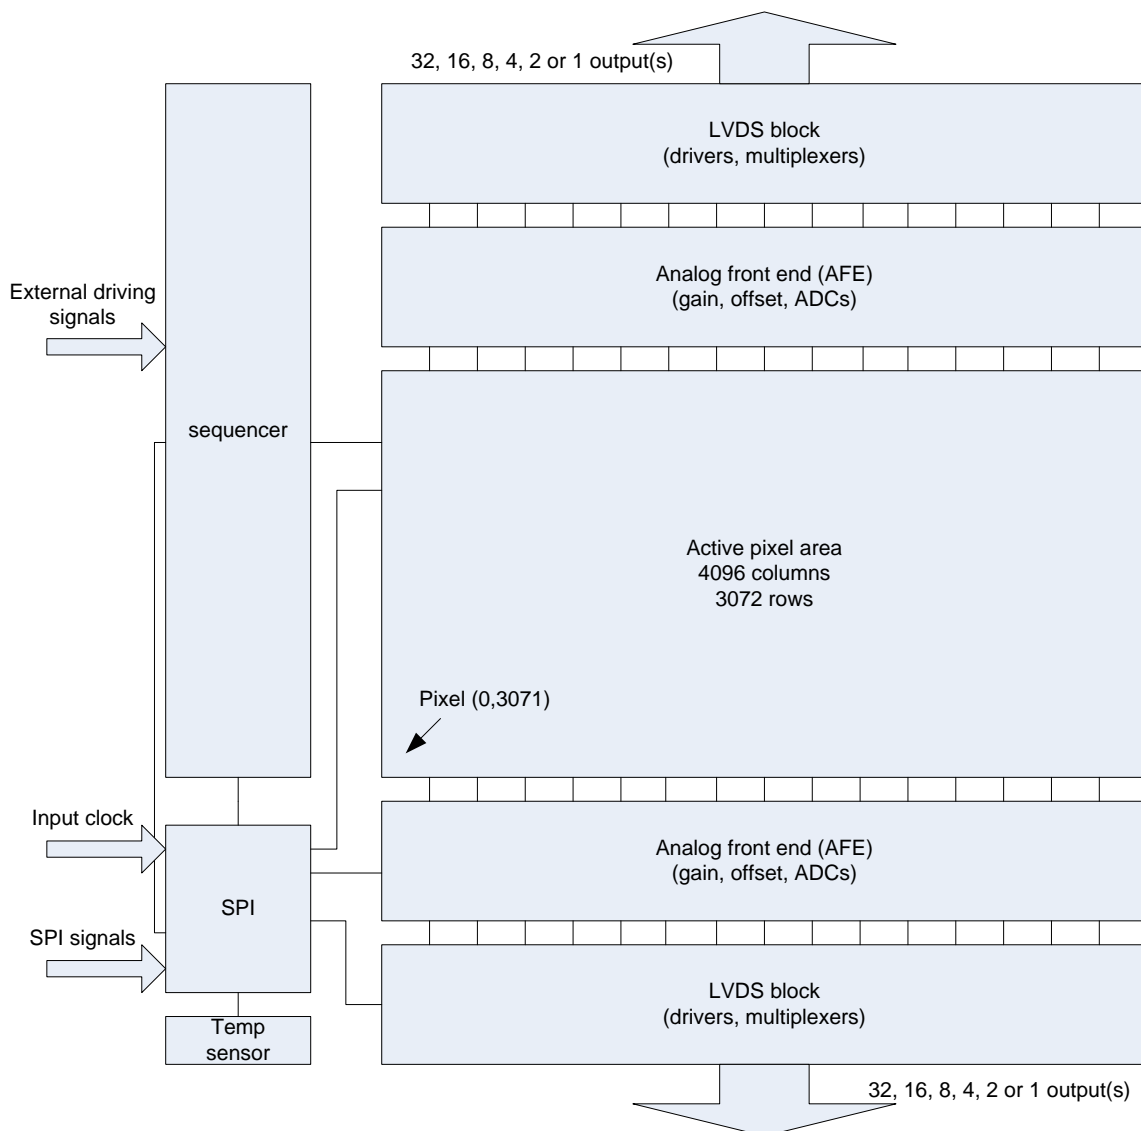 32, 16, 8, 4, 2 or 1 output(s)
LVDS block
(drivers, multiplexers)
Analog front end (AFE)
(gain, offset, ADCs)
External driving
signals
sequencer
Active pixel area
4096 columns
3072 rows
Pixel (0,3071)
Input clock
Analog front end (AFE)
(gain, offset, ADCs)
SPI
SPI signals
LVDS block
(drivers, multiplexers)
Temp
sensor
32, 16, 8, 4, 2 or 1 output(s)